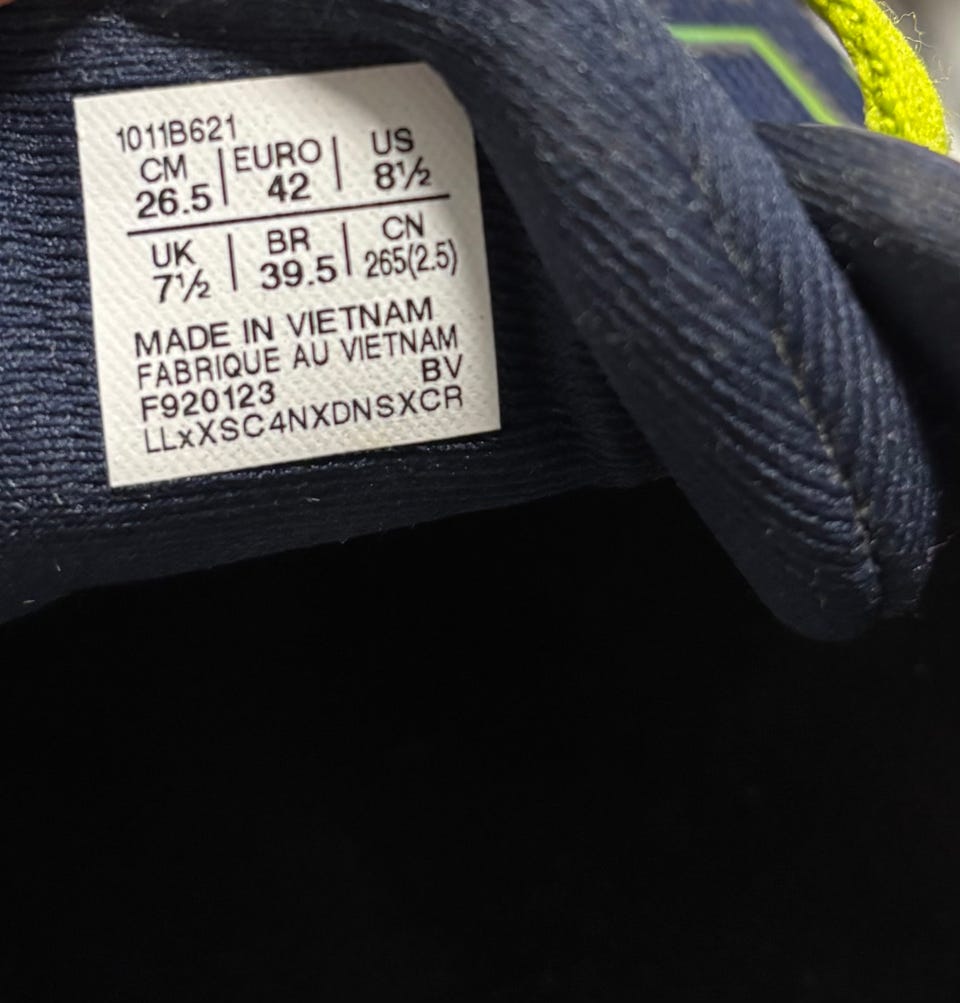 1011B621
CM | EURO | US
26.5 | 42 | 8½
UK | BR | CN
7½ | 39.5 | 265(2.5)
MADE IN VIETNAM
FABRIQUE AU VIETNAM
F920123 BV
LLxXSC4NXDNSXCR